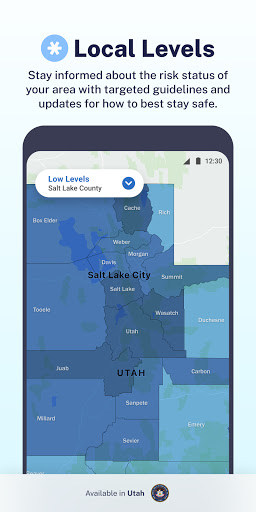 Local Levels
Stay informed about the risk status of
your area with targeted guidelines and
updates for how to best stay safe.
12:30
Low Levels
Salt Lake County
Cache
Rich
Box Elder
Weber
Morgan
Davis
Salt Lake City
Summit
Salt Lake
Tooele
Wasatch
Utah
Duchesne
Juab
UTAH
Carbon
Sanpete
Millard
Emery
Sevier
Available in Utah